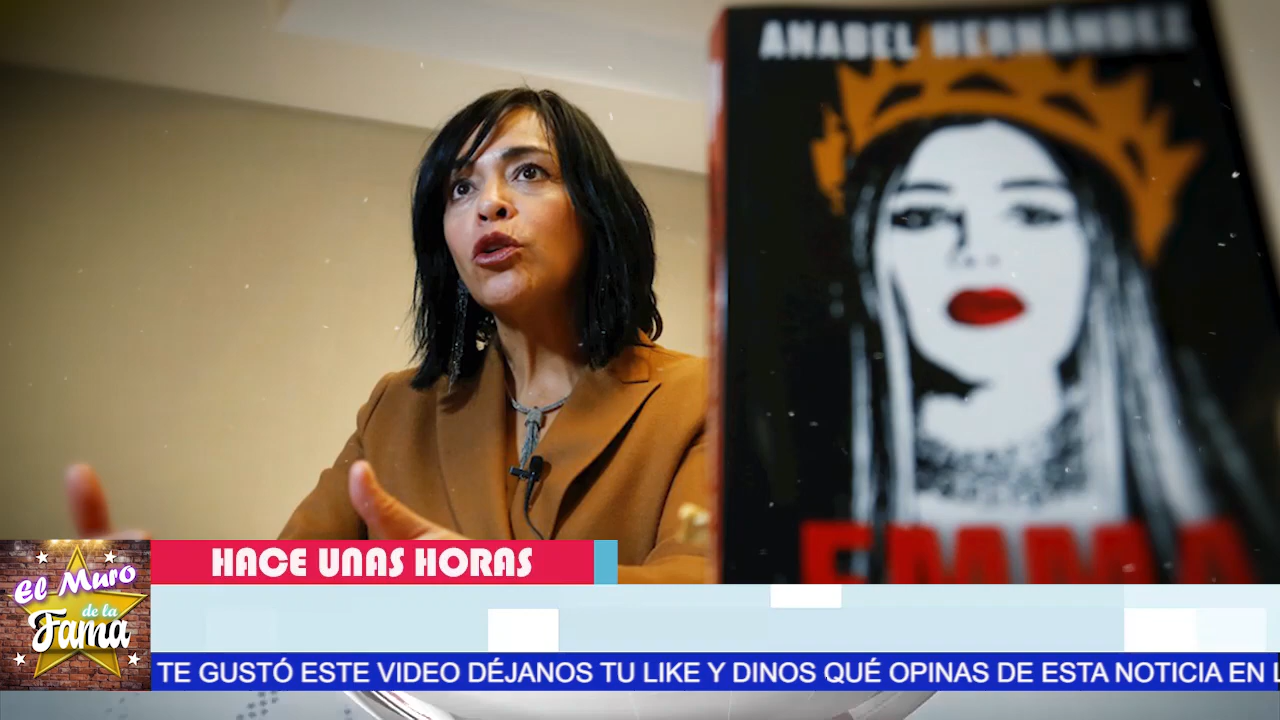 ANABEL HERNÁNDEZ
EMMA
HACE UNAS HORAS
El Muro
de la
Fama
TE GUSTÓ ESTE VIDEO DÉJANOS TU LIKE Y DINOS QUÉ OPINAS DE ESTA NOTICIA EN L